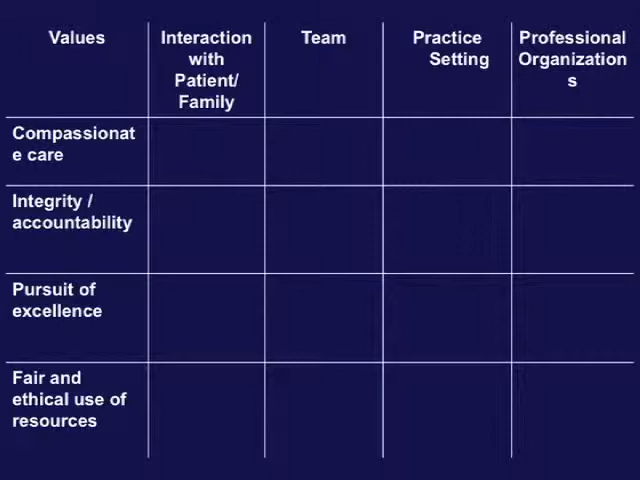 Values
Interaction
with
Patient/
Family
Team
Practice
Setting
Professional
Organization
s
Compassionat
e care
Integrity /
accountability
Pursuit of
excellence
Fair and
ethical use of
resources